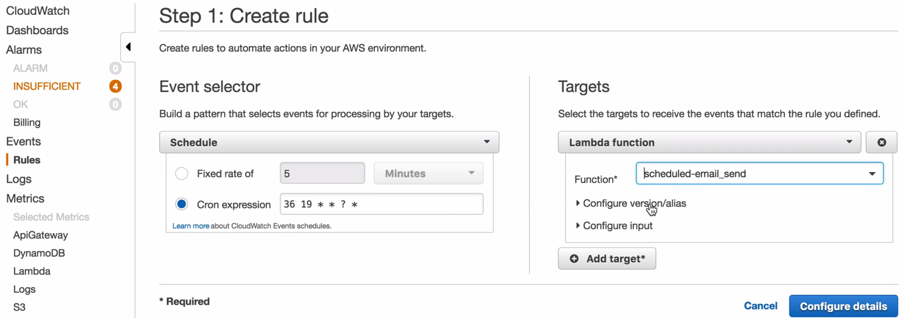 CloudWatch
Dashboards
Alarms
ALARM 0
INSUFFICIENT 4
OK 0
Billing
Events
Rules
Logs
Metrics
Selected Metrics
ApiGateway
DynamoDB
Lambda
Logs
S3
Step 1: Create rule
Create rules to automate actions in your AWS environment.
Event selector
Build a pattern that selects events for processing by your targets.
Schedule
Fixed rate of 5 Minutes
Cron expression 36 19 * * ? *
Learn more about CloudWatch Events schedules.
Targets
Select the targets to receive the events that match the rule you defined.
Lambda function
Function* scheduled-email_send
Configure version/alias
Configure input
Add target*
* Required
Cancel Configure details